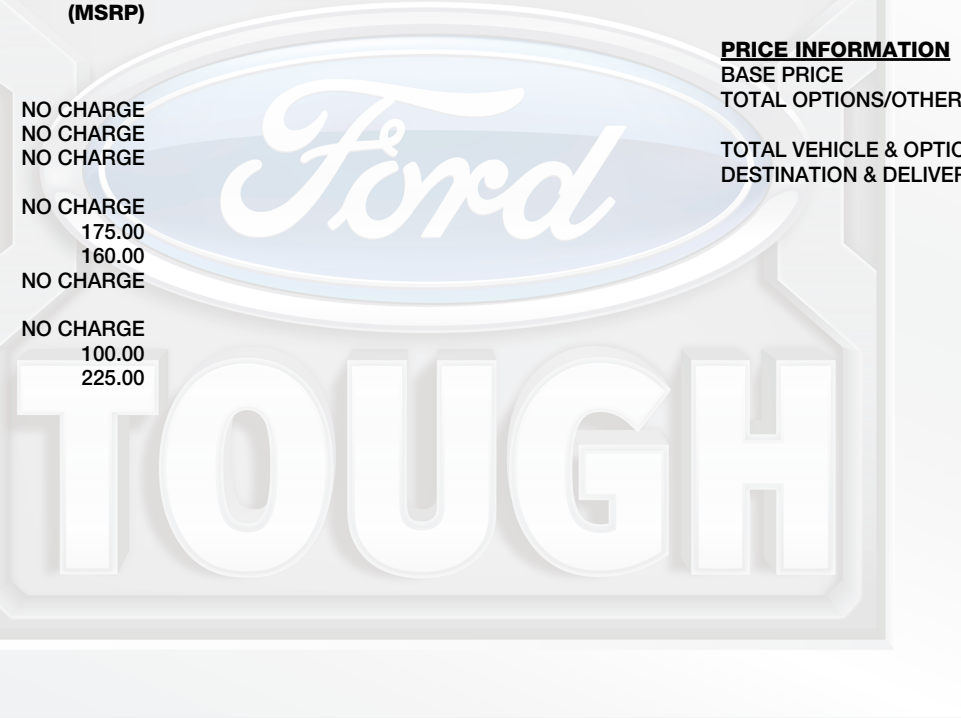 (MSRP)
NO CHARGE
NO CHARGE
NO CHARGE
NO CHARGE
175.00
160.00
NO CHARGE
NO CHARGE
100.00
225.00
PRICE INFORMATION
BASE PRICE
TOTAL OPTIONS/OTHER
TOTAL VEHICLE & OPTIO
DESTINATION & DELIVER
Ford
TOUGH